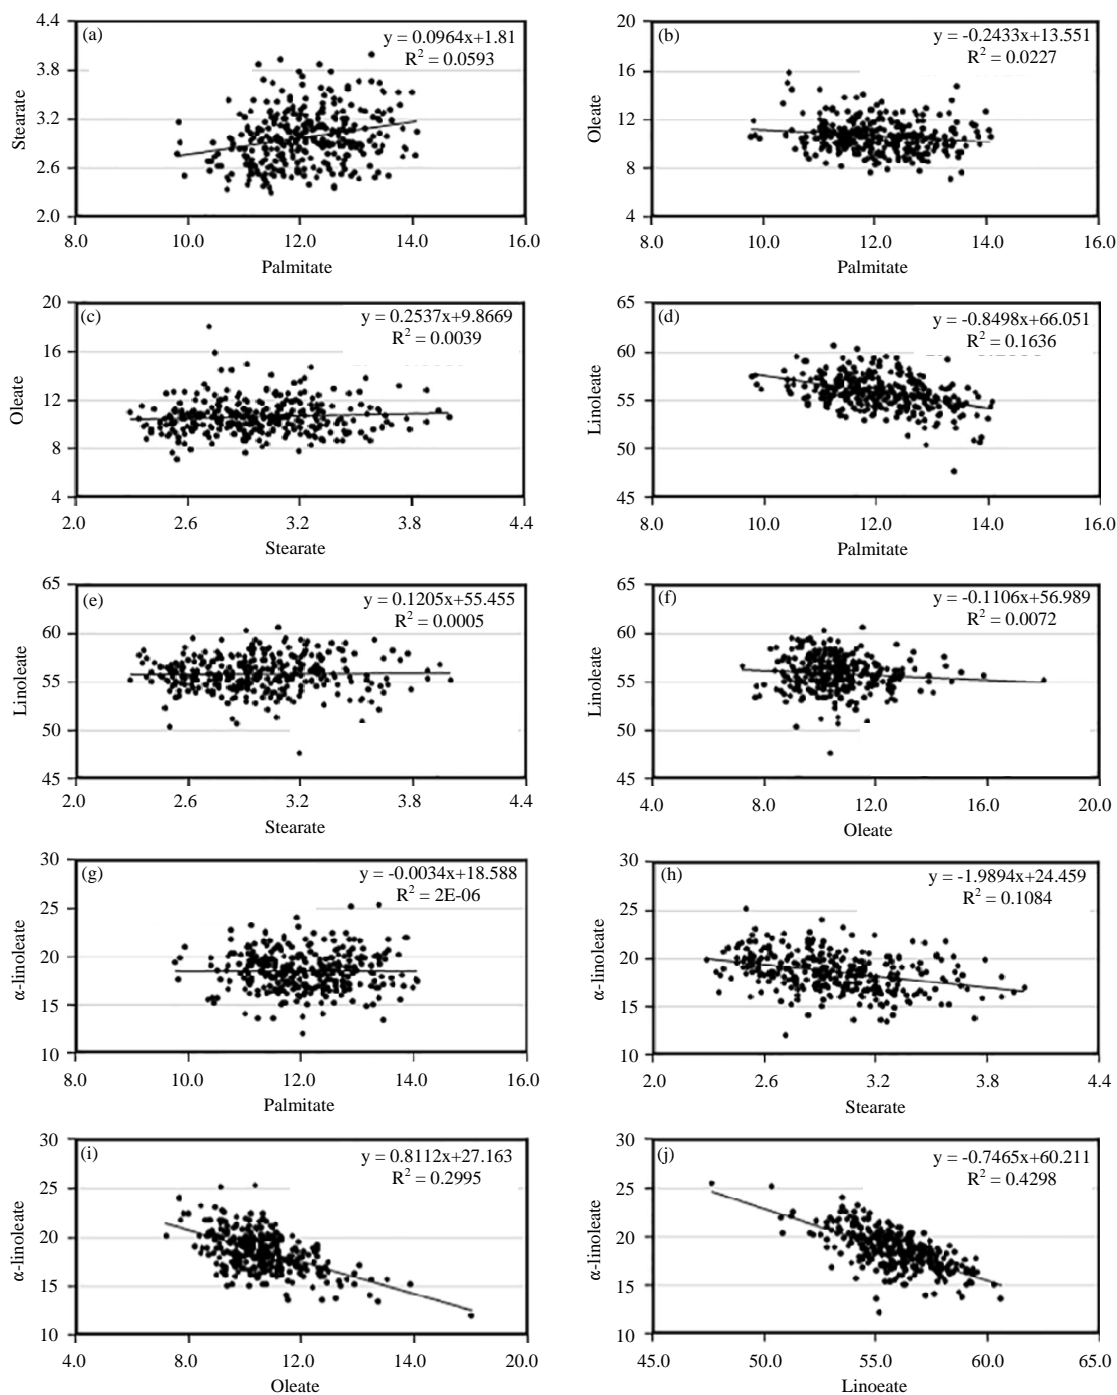 (a)
y = 0.0964x+1.81
R² = 0.0593
4.4
3.8
3.2
2.6
2.0
Stearate
8.0 10.0 12.0 14.0 16.0
Palmitate
(b)
y = -0.2433x+13.551
R² = 0.0227
20
16
12
8
4
Oleate
8.0 10.0 12.0 14.0 16.0
Palmitate
(c)
y = 0.2537x+9.8669
R² = 0.0039
20
16
12
8
4
Oleate
2.0 2.6 3.2 3.8 4.4
Stearate
(d)
y = -0.8498x+66.051
R² = 0.1636
65
60
55
50
45
Linoleate
8.0 10.0 12.0 14.0 16.0
Palmitate
(e)
y = 0.1205x+55.455
R² = 0.0005
65
60
55
50
45
Linoleate
2.0 2.6 3.2 3.8 4.4
Stearate
(f)
y = -0.1106x+56.989
R² = 0.0072
65
60
55
50
45
Linoleate
4.0 8.0 12.0 16.0 20.0
Oleate
(g)
y = -0.0034x+18.588
R² = 2E-06
30
25
20
15
10
α-linoleate
8.0 10.0 12.0 14.0 16.0
Palmitate
(h)
y = -1.9894x+24.459
R² = 0.1084
30
25
20
15
10
α-linoleate
2.0 2.6 3.2 3.8 4.4
Stearate
(i)
y = 0.8112x+27.163
R² = 0.2995
30
25
20
15
10
α-linoleate
4.0 8.0 12.0 16.0 20.0
Oleate
(j)
y = -0.7465x+60.211
R² = 0.4298
30
25
20
15
10
α-linoleate
45.0 50.0 55.0 60.0 65.0
Linoeate